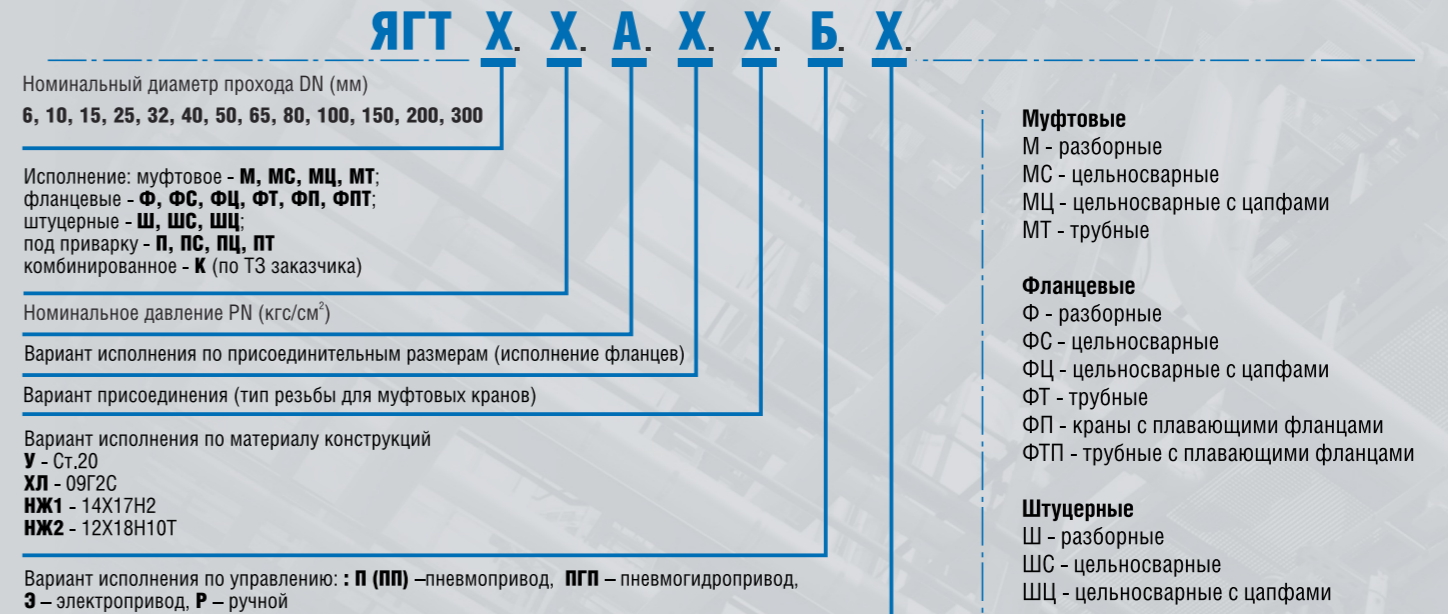 ЯГТ Х. Х. А. Х. Х. Б. Х.
Номинальный диаметр прохода DN (мм)
6, 10, 15, 25, 32, 40, 50, 65, 80, 100, 150, 200, 300
Исполнение: муфтовое - М, МС, МЦ, МТ;
фланцевые - Ф, ФС, ФЦ, ФТ, ФП, ФПТ;
штуцерные - Ш, ШС, ШЦ;
под приварку - П, ПС, ПЦ, ПТ
комбинированное - К (по ТЗ заказчика)
Номинальное давление PN (кгс/см²)
Вариант исполнения по присоединительным размерам (исполнение фланцев)
Вариант присоединения (тип резьбы для муфтовых кранов)
Вариант исполнения по материалу конструкций
У - Ст.20
ХЛ - 09Г2С
НЖ1 - 14Х17Н2
НЖ2 - 12Х18Н10Т
Вариант исполнения по управлению: : П (ПП) –пневмопривод, ПГП – пневмогидропривод,
Э – электропривод, Р – ручной
Муфтовые
М - разборные
МС - цельносварные
МЦ - цельносварные с цапфами
МТ - трубные
Фланцевые
Ф - разборные
ФС - цельносварные
ФЦ - цельносварные с цапфами
ФТ - трубные
ФП - краны с плавающими фланцами
ФТП - трубные с плавающими фланцами
Штуцерные
Ш - разборные
ШС - цельносварные
ШЦ - цельносварные с цапфами